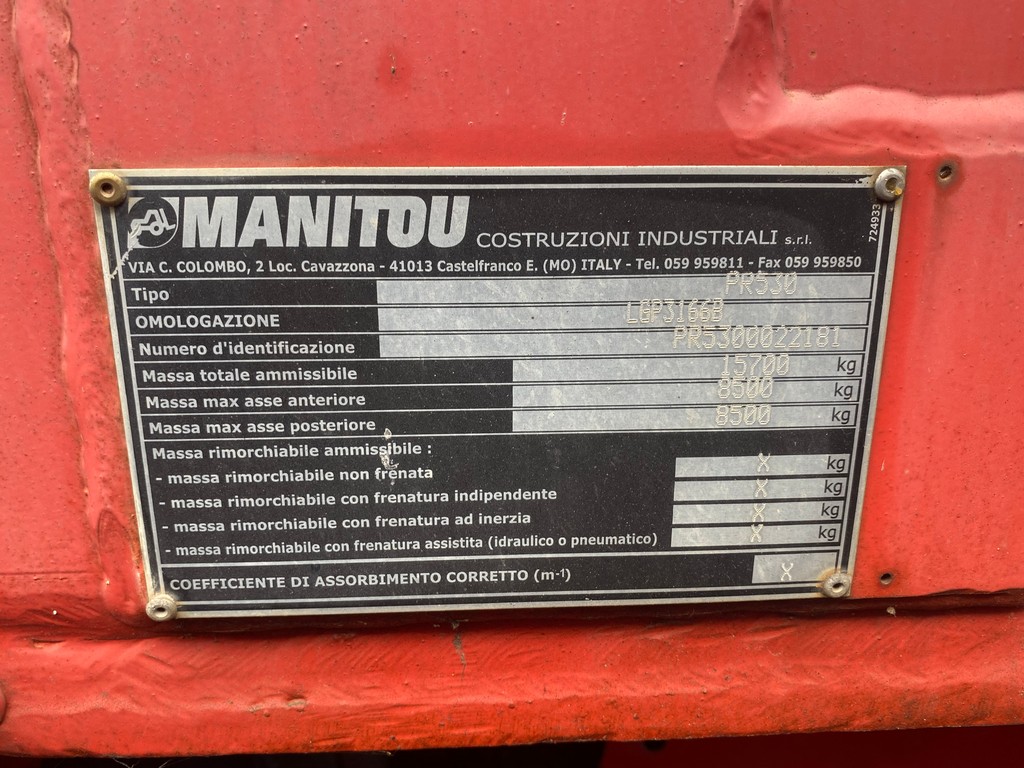 MANITOU COSTRUZIONI INDUSTRIALI s.r.l.
724933
VIA C. COLOMBO, 2 Loc. Cavazzona - 41013 Castelfranco E. (MO) ITALY - Tel. 059 959811 - Fax 059 959850
Tipo PR530
OMOLOGAZIONE LGP3166B
Numero d'identificazione PR5300022181
Massa totale ammissibile 15700 kg
Massa max asse anteriore 8500 kg
Massa max asse posteriore 8500 kg
Massa rimorchiabile ammissibile :
- massa rimorchiabile non frenata X kg
- massa rimorchiabile con frenatura indipendente X kg
- massa rimorchiabile con frenatura ad inerzia X kg
- massa rimorchiabile con frenatura assistita (idraulico o pneumatico) X kg
COEFFICIENTE DI ASSORBIMENTO CORRETTO (m-1) X